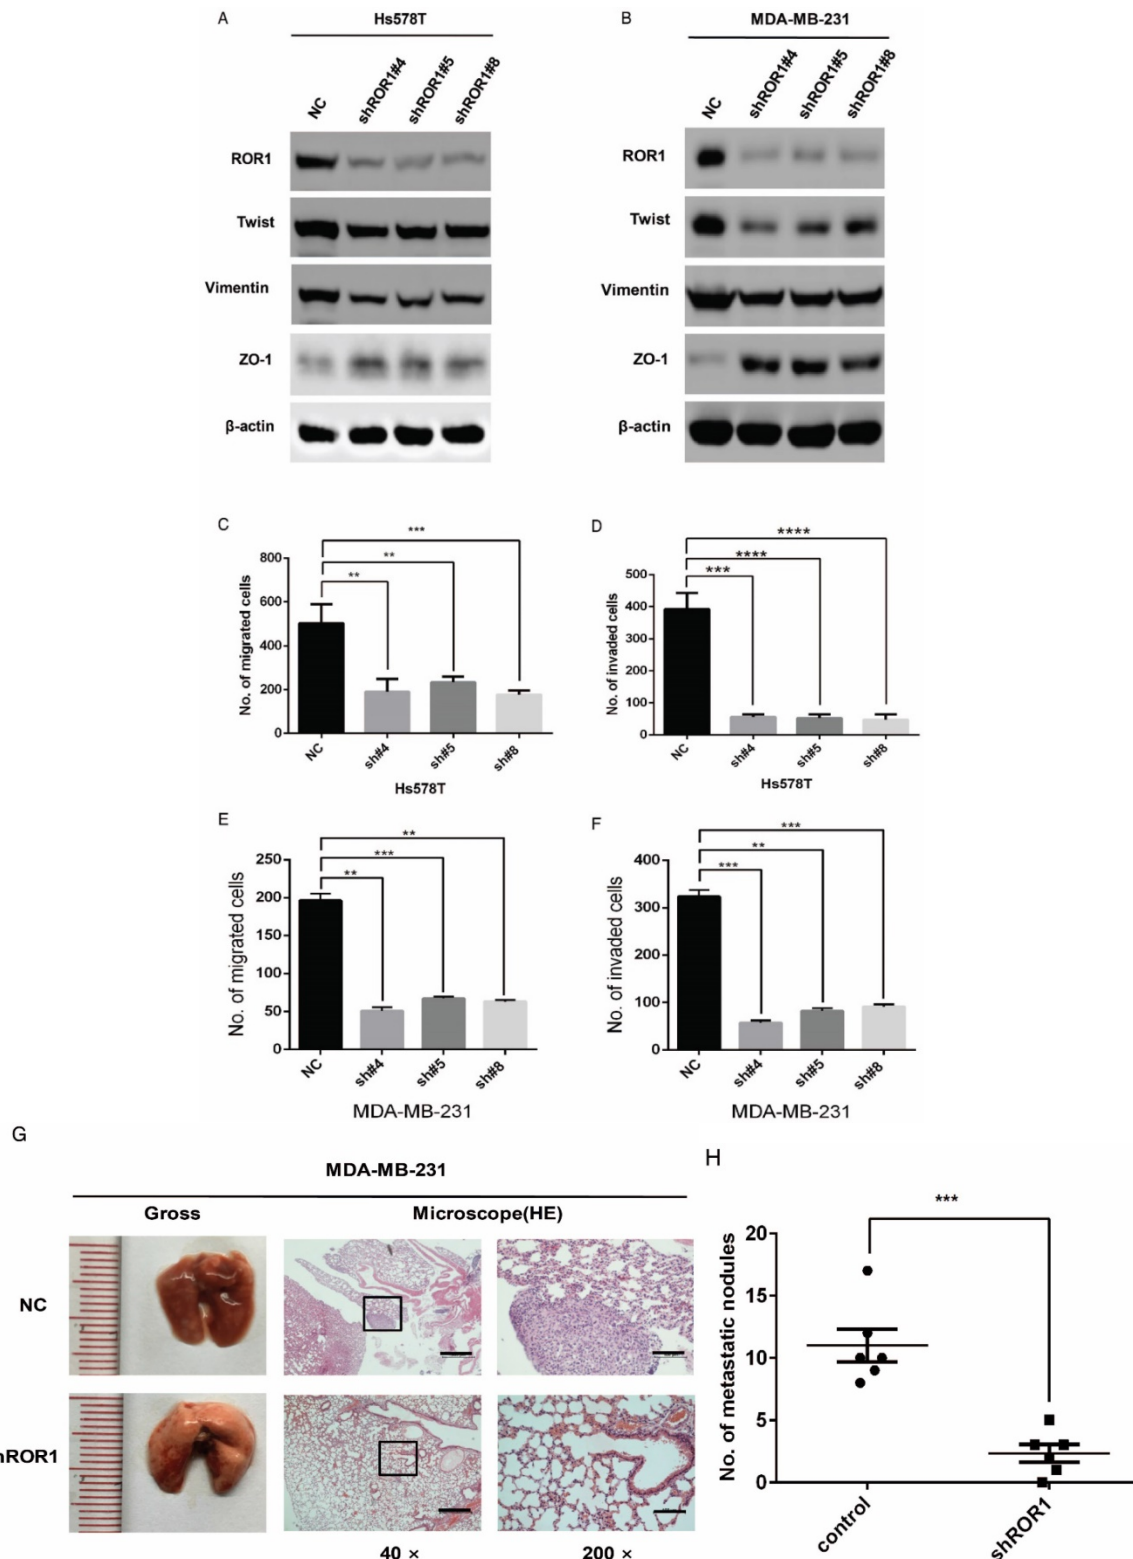 A
Hs578T
NC
shROR1#4
shROR1#5
shROR1#8
ROR1
Twist
Vimentin
ZO-1
β-actin
B
MDA-MB-231
NC
shROR1#4
shROR1#5
shROR1#8
ROR1
Twist
Vimentin
ZO-1
β-actin
C
***
**
**
No. of migrated cells
800
600
400
200
0
NC
sh#4
sh#5
sh#8
Hs578T
D
****
****
***
No. of invaded cells
500
400
300
200
100
0
NC
sh#4
sh#5
sh#8
Hs578T
E
**
***
**
No. of migrated cells
250
200
150
100
50
0
NC
sh#4
sh#5
sh#8
MDA-MB-231
F
***
**
***
No. of invaded cells
400
300
200
100
0
NC
sh#4
sh#5
sh#8
MDA-MB-231
G
MDA-MB-231
Gross
Microscope(HE)
NC
hROR1
40 ×
200 ×
H
***
No. of metastatic nodules
20
15
10
5
0
control
shROR1